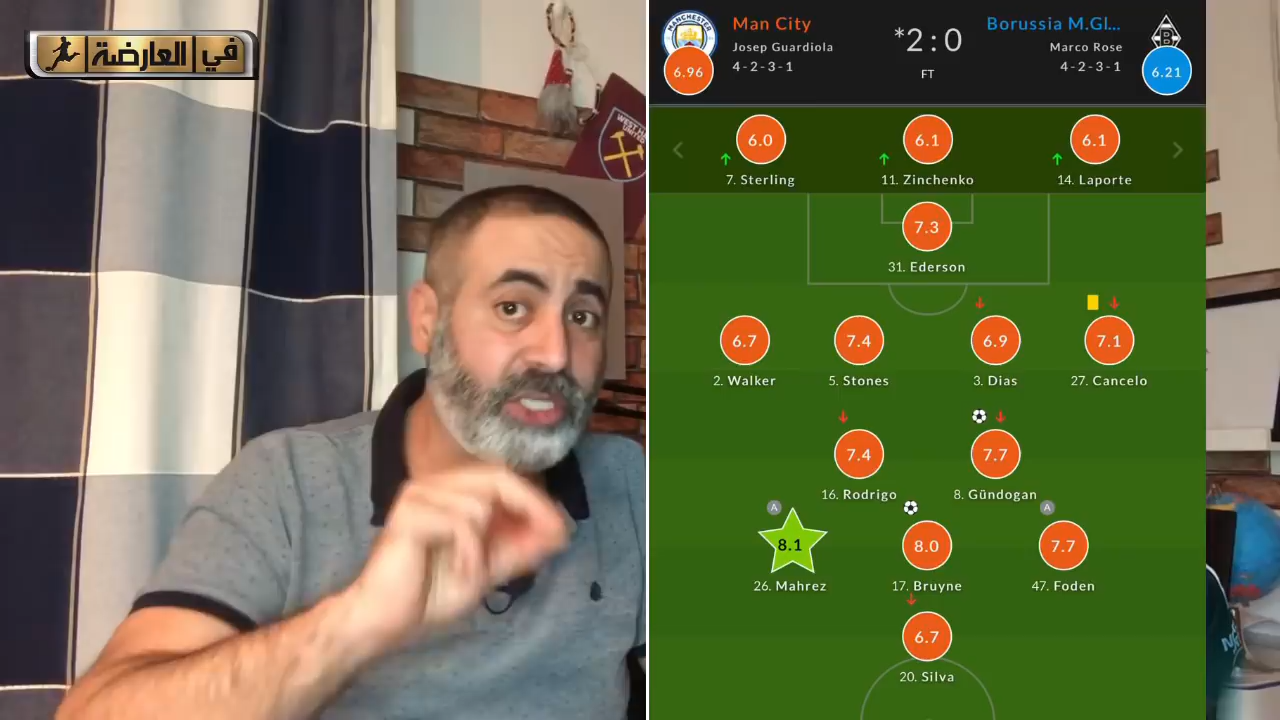 في العارضة
MANCHESTER
Man City
Josep Guardiola
4-2-3-1
6.96
*2:0
FT
Borussia M.Gl...
Marco Rose
4-2-3-1
B
6.21
WEST HAM
UNITED
6.0
6.1
6.1
7. Sterling
11. Zinchenko
14. Laporte
7.3
31. Ederson
6.7
7.4
6.9
7.1
2. Walker
5. Stones
3. Dias
27. Cancelo
7.4
7.7
16. Rodrigo
8. Gündogan
A
A
8.1
8.0
7.7
26. Mahrez
17. Bruyne
47. Foden
6.7
20. Silva